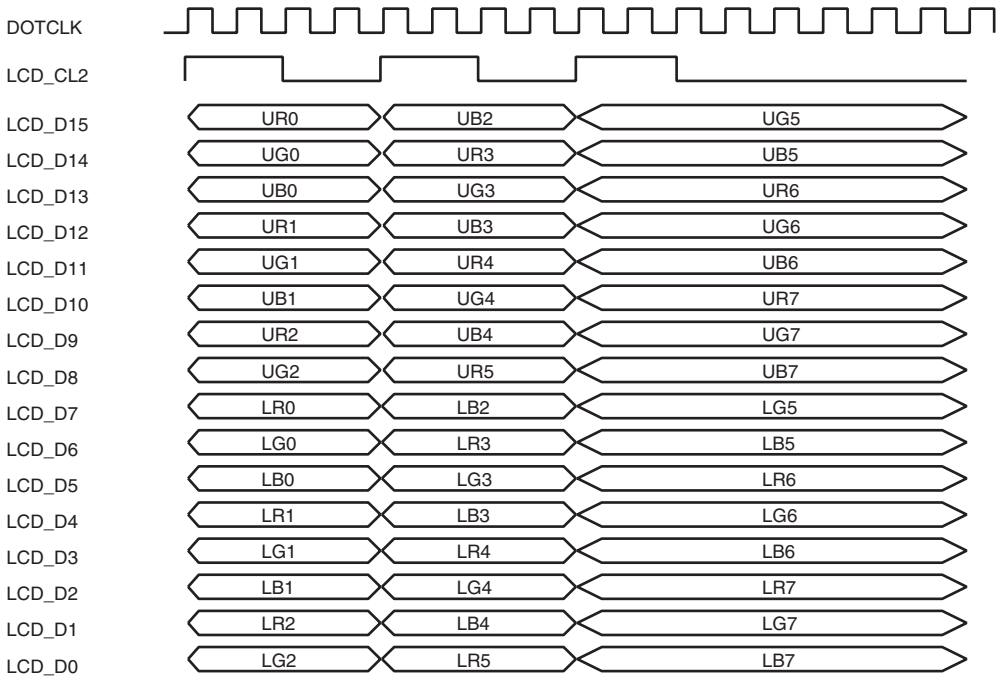 DOTCLK
LCD_CL2
LCD_D15 UR0 UB2 UG5
LCD_D14 UG0 UR3 UB5
LCD_D13 UB0 UG3 UR6
LCD_D12 UR1 UB3 UG6
LCD_D11 UG1 UR4 UB6
LCD_D10 UB1 UG4 UR7
LCD_D9 UR2 UB4 UG7
LCD_D8 UG2 UR5 UB7
LCD_D7 LR0 LB2 LG5
LCD_D6 LG0 LR3 LB5
LCD_D5 LB0 LG3 LR6
LCD_D4 LR1 LB3 LG6
LCD_D3 LG1 LR4 LB6
LCD_D2 LB1 LG4 LR7
LCD_D1 LR2 LB4 LG7
LCD_D0 LG2 LR5 LB7